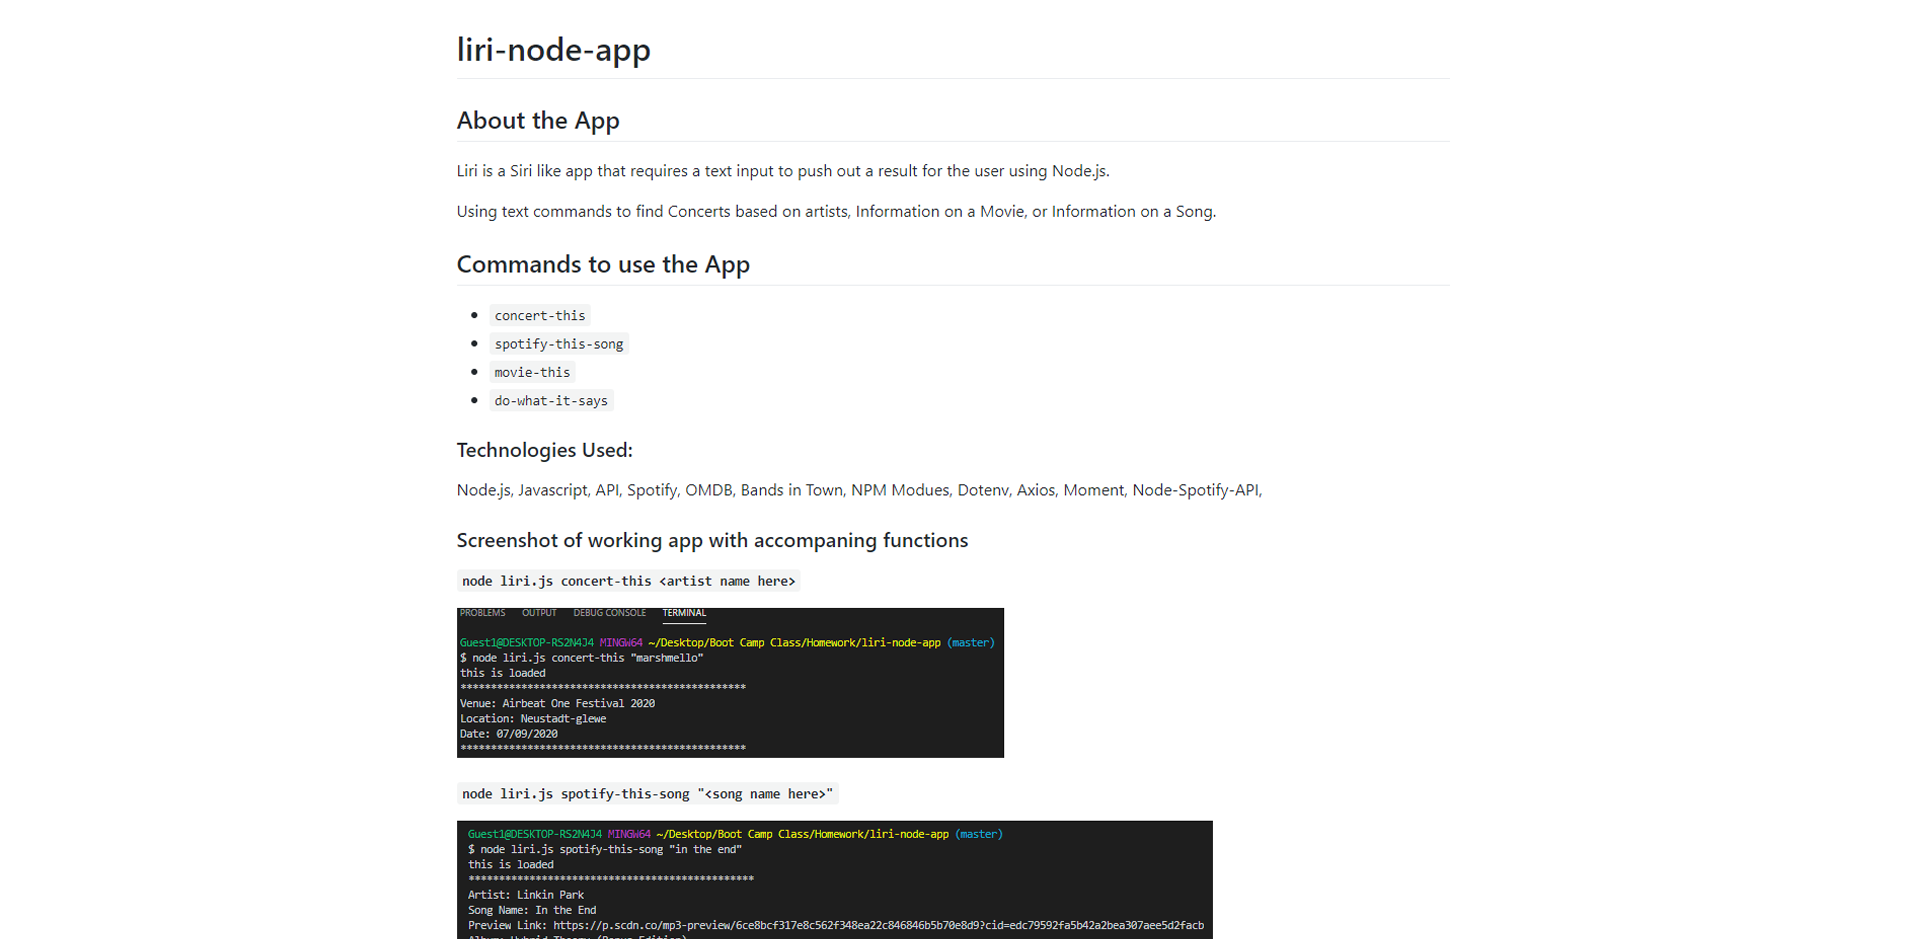 liri-node-app
About the App
Liri is a Siri like app that requires a text input to push out a result for the user using Node.js.
Using text commands to find Concerts based on artists, Information on a Movie, or Information on a Song.
Commands to use the App
concert-this
spotify-this-song
movie-this
do-what-it-says
Technologies Used:
Node.js, Javascript, API, Spotify, OMDB, Bands in Town, NPM Modues, Dotenv, Axios, Moment, Node-Spotify-API,
Screenshot of working app with accompaning functions
node liri.js concert-this <artist name here>
PROBLEMS OUTPUT DEBUG CONSOLE TERMINAL
Guest1@DESKTOP-RS2N4J4 MINGW64 ~/Desktop/Boot Camp Class/Homework/liri-node-app (master)
$ node liri.js concert-this "marshmello"
this is loaded
***********************************************
Venue: Airbeat One Festival 2020
Location: Neustadt-glewe
Date: 07/09/2020
***********************************************
node liri.js spotify-this-song "<song name here>"
Guest1@DESKTOP-RS2N4J4 MINGW64 ~/Desktop/Boot Camp Class/Homework/liri-node-app (master)
$ node liri.js spotify-this-song "in the end"
this is loaded
***********************************************
Artist: Linkin Park
Song Name: In the End
Preview Link: https://p.scdn.co/mp3-preview/6ce8bcf317e8c562f348ea22c846846b5b70e8d9?cid=edc79592fa5b42a2bea307aee5d2facb
Album: Hybrid Theory (Bonus Edition)